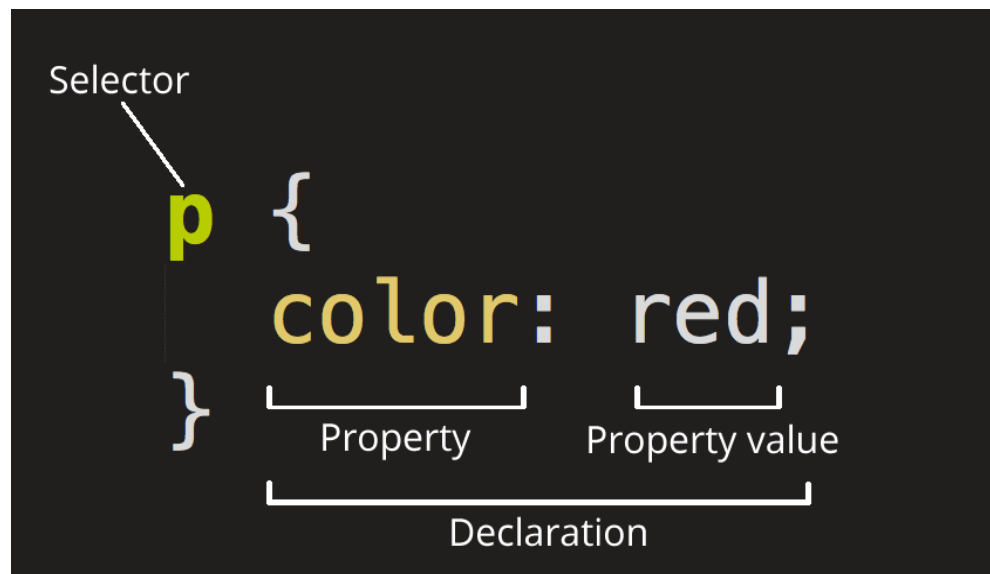 Selector
p {
color: red;
}
Property
Property value
Declaration